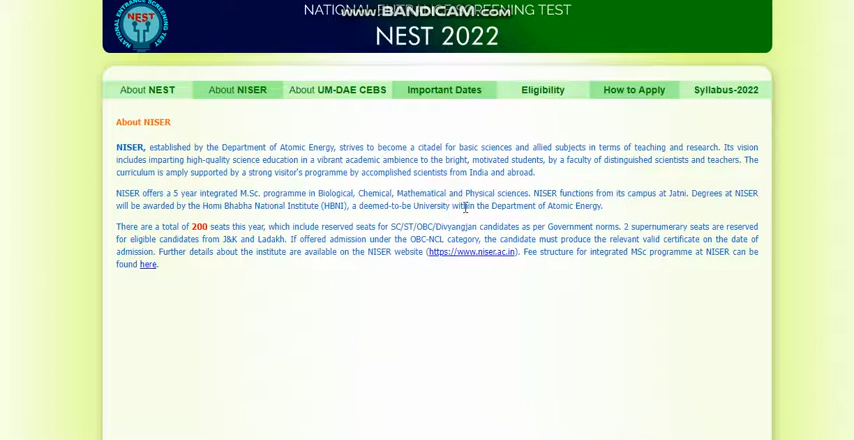 NATIONAL ENTRANCE SCREENING TEST
www.BANDICAM.com
NEST 2022
NATIONAL ENTRANCE SCREENING TEST
NEST
About NEST About NISER About UM-DAE CEBS Important Dates Eligibility How to Apply Syllabus-2022
About NISER
NISER, established by the Department of Atomic Energy, strives to become a citadel for basic sciences and allied subjects in terms of teaching and research. Its vision
includes imparting high-quality science education in a vibrant academic ambience to the bright, motivated students, by a faculty of distinguished scientists and teachers. The
curriculum is amply supported by a strong visitor's programme by accomplished scientists from India and abroad.
NISER offers a 5 year integrated M.Sc. programme in Biological, Chemical, Mathematical and Physical sciences. NISER functions from its campus at Jatni. Degrees at NISER
will be awarded by the Homi Bhabha National Institute (HBNI), a deemed-to-be University within the Department of Atomic Energy.
There are a total of 200 seats this year, which include reserved seats for SC/ST/OBC/Divyangjan candidates as per Government norms. 2 supernumerary seats are reserved
for eligible candidates from J&K and Ladakh. If offered admission under the OBC-NCL category, the candidate must produce the relevant valid certificate on the date of
admission. Further details about the institute are available on the NISER website (https://www.niser.ac.in). Fee structure for integrated MSc programme at NISER can be
found here.